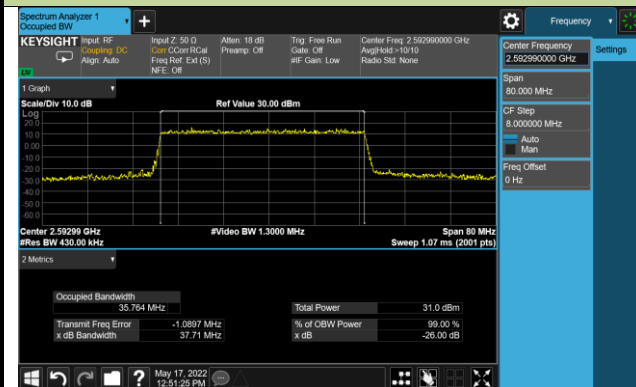 Spectrum Analyzer 1
Occupied BW
Frequency
KEYSIGHT
Input: RF
Coupling: DC
Align: Auto
Input Z: 50 Ω
Corr CCorr RCal
Freq Ref: Ext (S)
NFE: Off
Atten: 18 dB
Preamp: Off
Trig: Free Run
Gate: Off
#IF Gain: Low
Center Freq: 2.592990000 GHz
Avg|Hold:>10/10
Radio Std: None
Center Frequency
2.592990000 GHz
Settings
Span
80.000 MHz
CF Step
8.000000 MHz
Auto
Man
Freq Offset
0 Hz
1 Graph
Scale/Div 10.0 dB
Ref Value 30.00 dBm
Log
20.0
10.0
0.00
-10.0
-20.0
-30.0
-40.0
-50.0
-60.0
Center 2.59299 GHz
#Video BW 1.3000 MHz
Span 80 MHz
#Res BW 430.00 kHz
Sweep 1.07 ms (2001 pts)
2 Metrics
Occupied Bandwidth
35.764 MHz
Total Power
31.0 dBm
Transmit Freq Error
-1.0897 MHz
% of OBW Power
99.00 %
x dB Bandwidth
37.71 MHz
x dB
-26.00 dB
?
May 17, 2022
12:51:25 PM